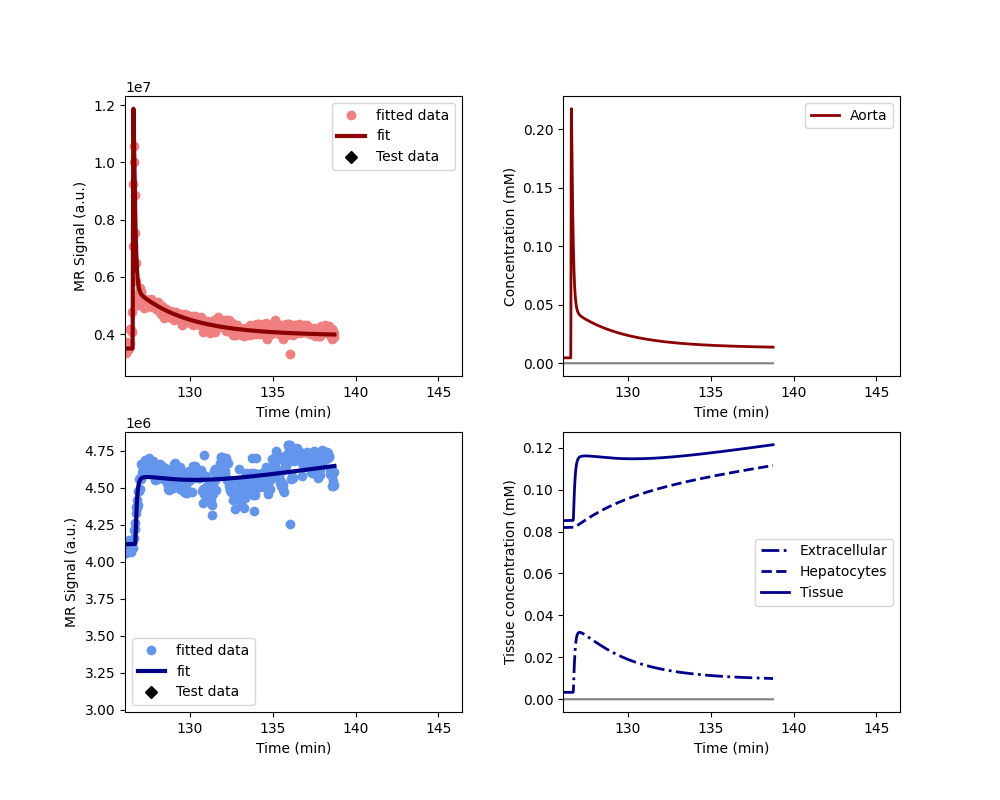 1e7
1.2
1.0
0.8
0.6
0.4
MR Signal (a.u.)
fitted data
fit
Test data
130
135
140
145
Time (min)
0.20
0.15
0.10
0.05
0.00
Concentration (mM)
Aorta
130
135
140
145
Time (min)
1e6
4.75
4.50
4.25
4.00
3.75
3.50
3.25
3.00
MR Signal (a.u.)
fitted data
fit
Test data
130
135
140
145
Time (min)
0.12
0.10
0.08
0.06
0.04
0.02
0.00
Tissue concentration (mM)
Extracellular
Hepatocytes
Tissue
130
135
140
145
Time (min)